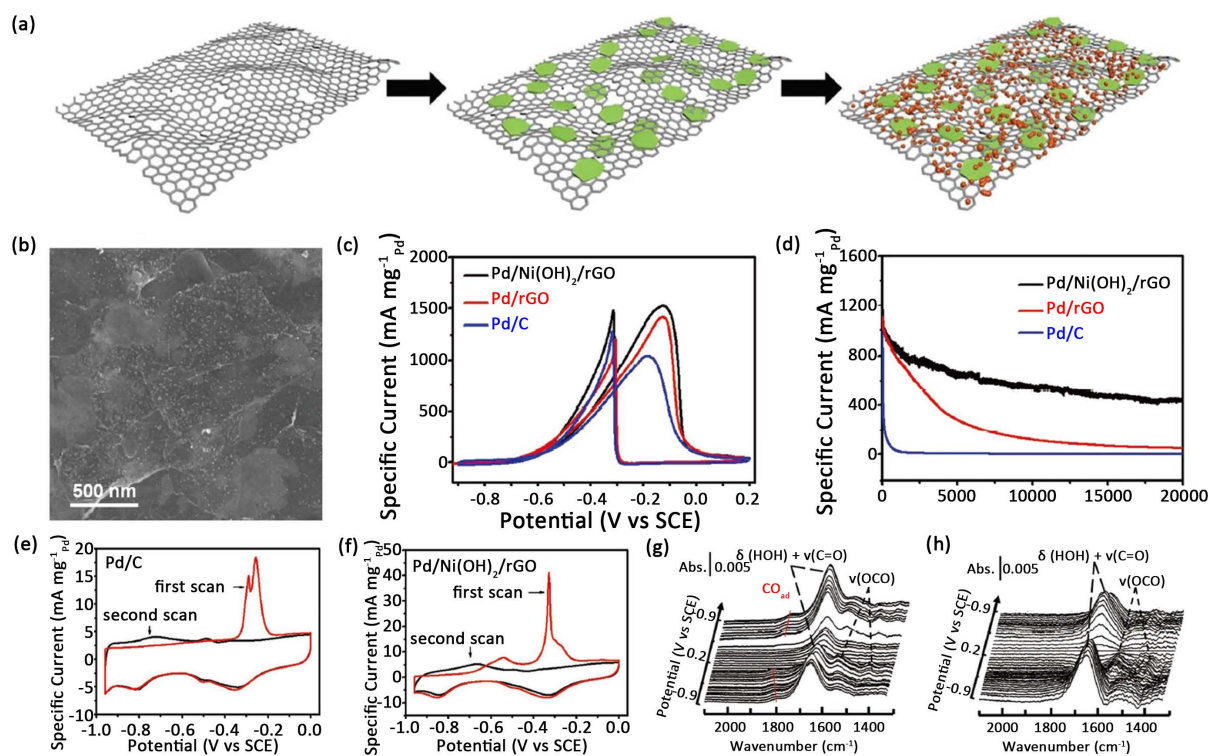 (a)
(b)
500 nm
(c)
Specific Current (mA mg⁻¹Pd)
2000
1500
1000
500
0
Pd/Ni(OH)₂/rGO
Pd/rGO
Pd/C
-0.8 -0.6 -0.4 -0.2 0.0 0.2
Potential (V vs SCE)
(d)
Specific Current (mA mg⁻¹Pd)
1600
1200
800
400
0
Pd/Ni(OH)₂/rGO
Pd/rGO
Pd/C
0 5000 10000 15000 20000
(e)
Specific Current (mA mg⁻¹Pd)
20
15
10
5
0
-5
-10
Pd/C
first scan
second scan
-1.0 -0.8 -0.6 -0.4 -0.2 0.0
Potential (V vs SCE)
(f)
50
40
30
20
10
0
-10
Pd/Ni(OH)₂/rGO
first scan
second scan
-1.0 -0.8 -0.6 -0.4 -0.2 0.0
Potential (V vs SCE)
(g)
δ (HOH) + ν(C=O)
Abs. 0.005
ν(OCO)
COad
-0.9
0.2
-0.9
Potential (V vs SCE)
2000 1800 1600 1400
Wavenumber (cm⁻¹)
(h)
δ (HOH) + ν(C=O)
Abs. 0.005
ν(OCO)
-0.9
0.2
-0.9
Potential (V vs SCE)
2000 1800 1600 1400
Wavenumber (cm⁻¹)